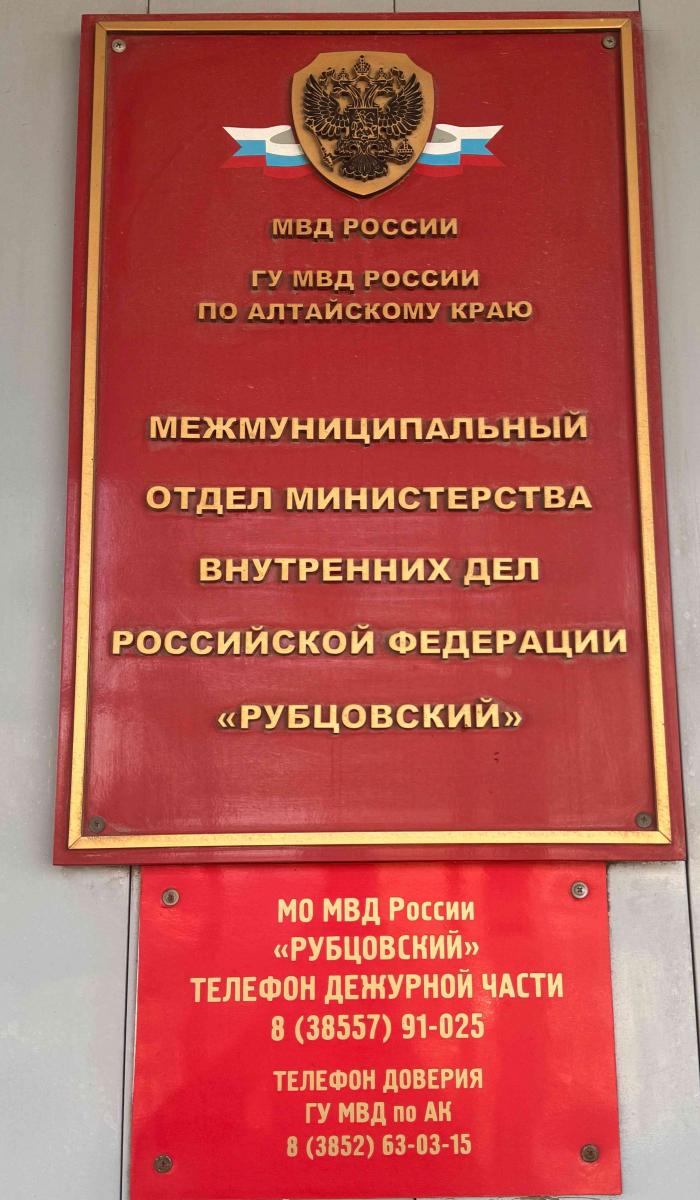 МВД РОССИИ
ГУ МВД РОССИИ
ПО АЛТАЙСКОМУ КРАЮ
МЕЖМУНИЦИПАЛЬНЫЙ
ОТДЕЛ МИНИСТЕРСТВА
ВНУТРЕННИХ ДЕЛ
РОССИЙСКОЙ ФЕДЕРАЦИИ
«РУБЦОВСКИЙ»
МО МВД России
«РУБЦОВСКИЙ»
ТЕЛЕФОН ДЕЖУРНОЙ ЧАСТИ
8 (38557) 91-025
ТЕЛЕФОН ДОВЕРИЯ
ГУ МВД по АК
8 (3852) 63-03-15